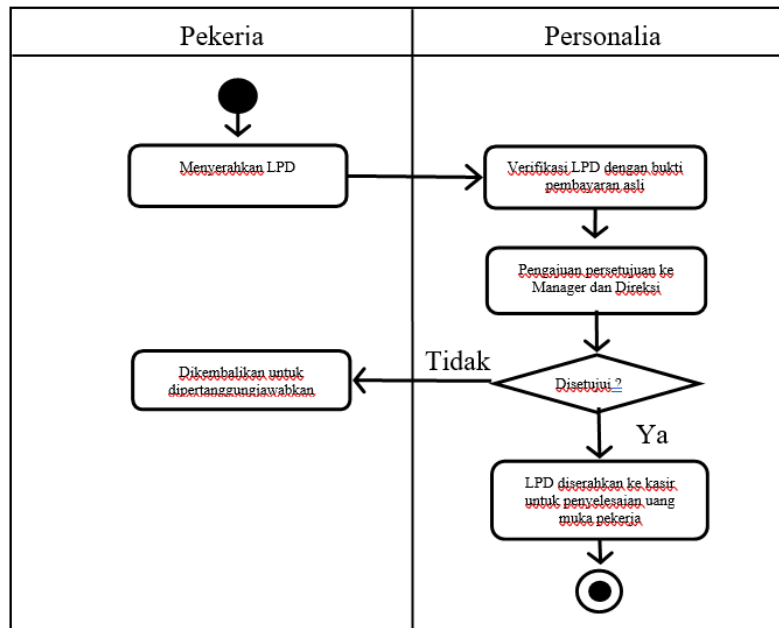 Pekerja
Personalia
Menyerahkan LPD
Verifikasi LPD dengan bukti
pembayaran asli
Pengajuan persetujuan ke
Manager dan Direksi
Dikembalikan untuk
dipertanggungjawabkan
Tidak
Disetujui ?
Ya
LPD diserahkan ke kasir
untuk penyelesaian uang
muka pekerja